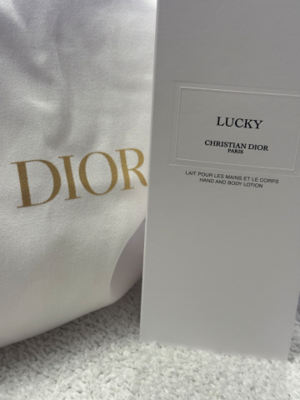 DIOR
LUCKY
CHRISTIAN DIOR
PARIS
LAIT POUR LES MAINS ET LE CORPS
HAND AND BODY LOTION